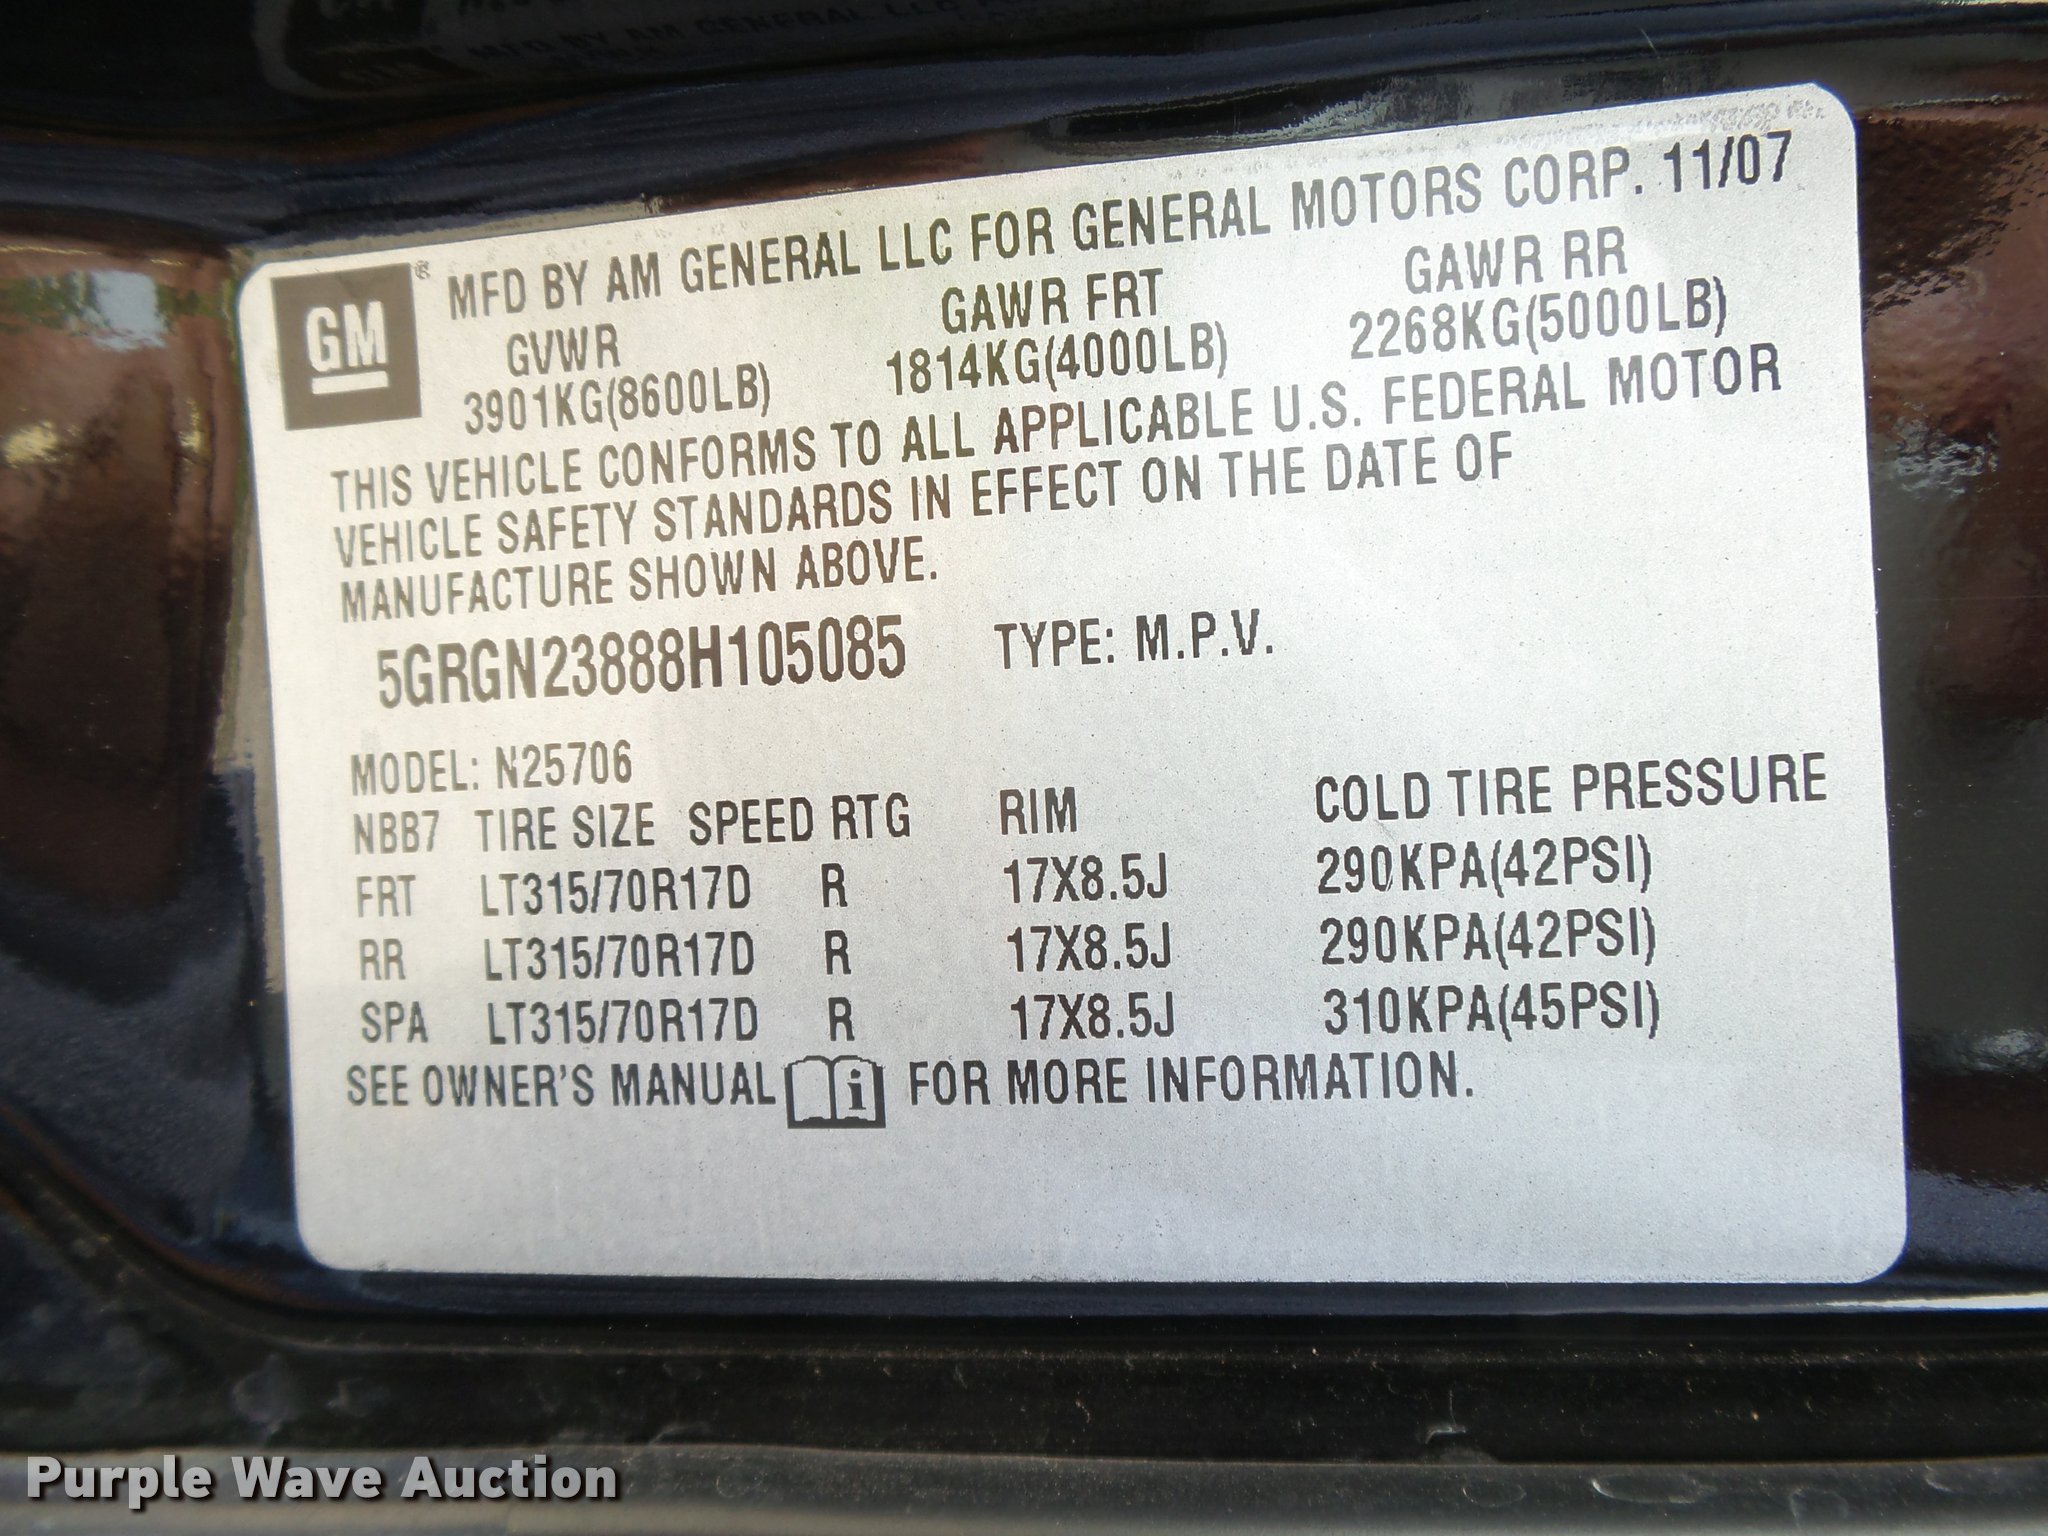 GM® MFD BY AM GENERAL LLC FOR GENERAL MOTORS CORP. 11/07
GVWR GAWR FRT GAWR RR
3901KG(8600LB) 1814KG(4000LB) 2268KG(5000LB)
THIS VEHICLE CONFORMS TO ALL APPLICABLE U.S. FEDERAL MOTOR
VEHICLE SAFETY STANDARDS IN EFFECT ON THE DATE OF
MANUFACTURE SHOWN ABOVE.
5GRGN23888H105085 TYPE: M.P.V.
MODEL: N25706
NBB7 TIRE SIZE SPEED RTG RIM COLD TIRE PRESSURE
FRT LT315/70R17D R 17X8.5J 290KPA(42PSI)
RR LT315/70R17D R 17X8.5J 290KPA(42PSI)
SPA LT315/70R17D R 17X8.5J 310KPA(45PSI)
SEE OWNER'S MANUAL i FOR MORE INFORMATION.
Purple Wave Auction